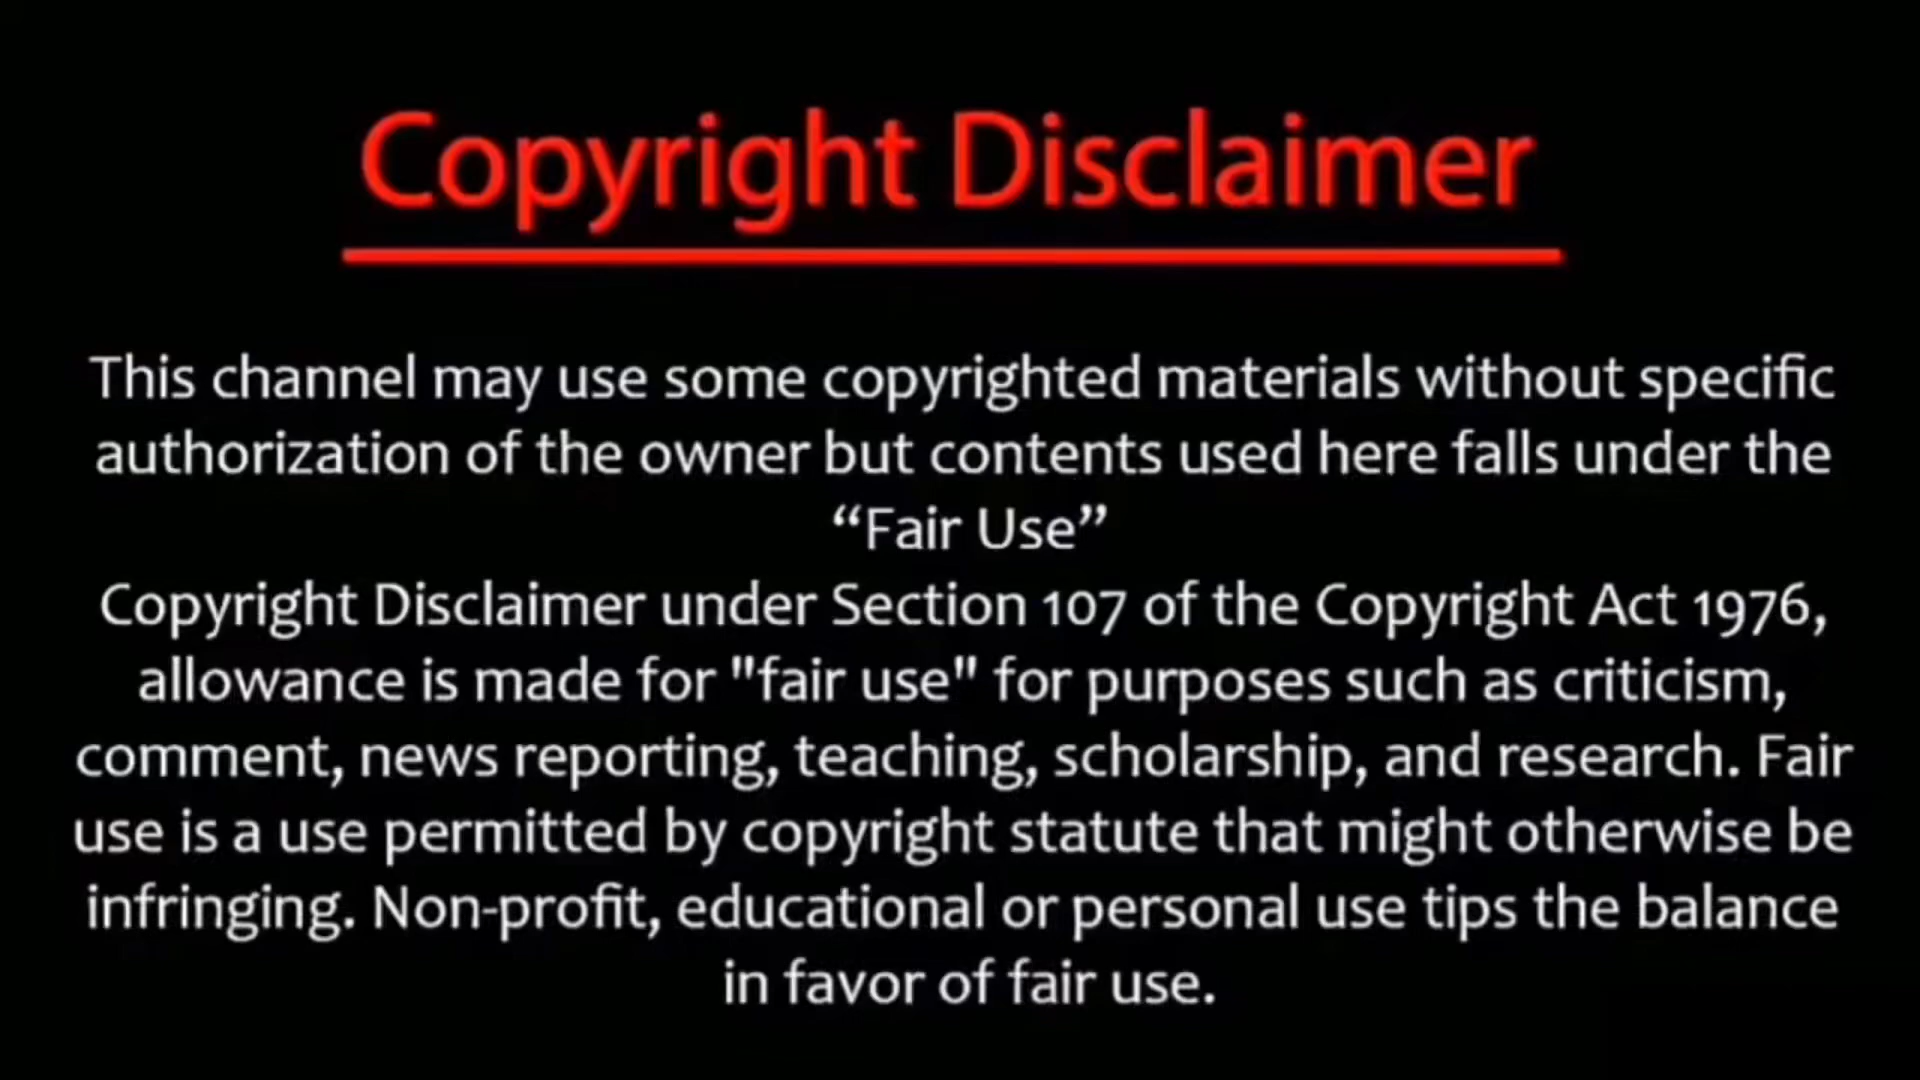 Copyright Disclaimer
This channel may use some copyrighted materials without specific
authorization of the owner but contents used here falls under the
“Fair Use”
Copyright Disclaimer under Section 107 of the Copyright Act 1976,
allowance is made for "fair use" for purposes such as criticism,
comment, news reporting, teaching, scholarship, and research. Fair
use is a use permitted by copyright statute that might otherwise be
infringing. Non-profit, educational or personal use tips the balance
in favor of fair use.